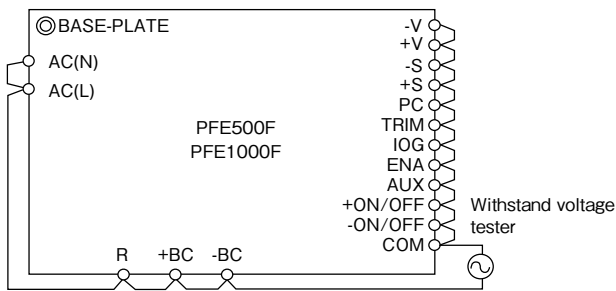 BASE-PLATE
AC(N)
AC(L)
PFE500F
PFE1000F
-V
+V
-S
+S
PC
TRIM
IOG
ENA
AUX
+ON/OFF
-ON/OFF
COM
Withstand voltage
tester
R +BC -BC